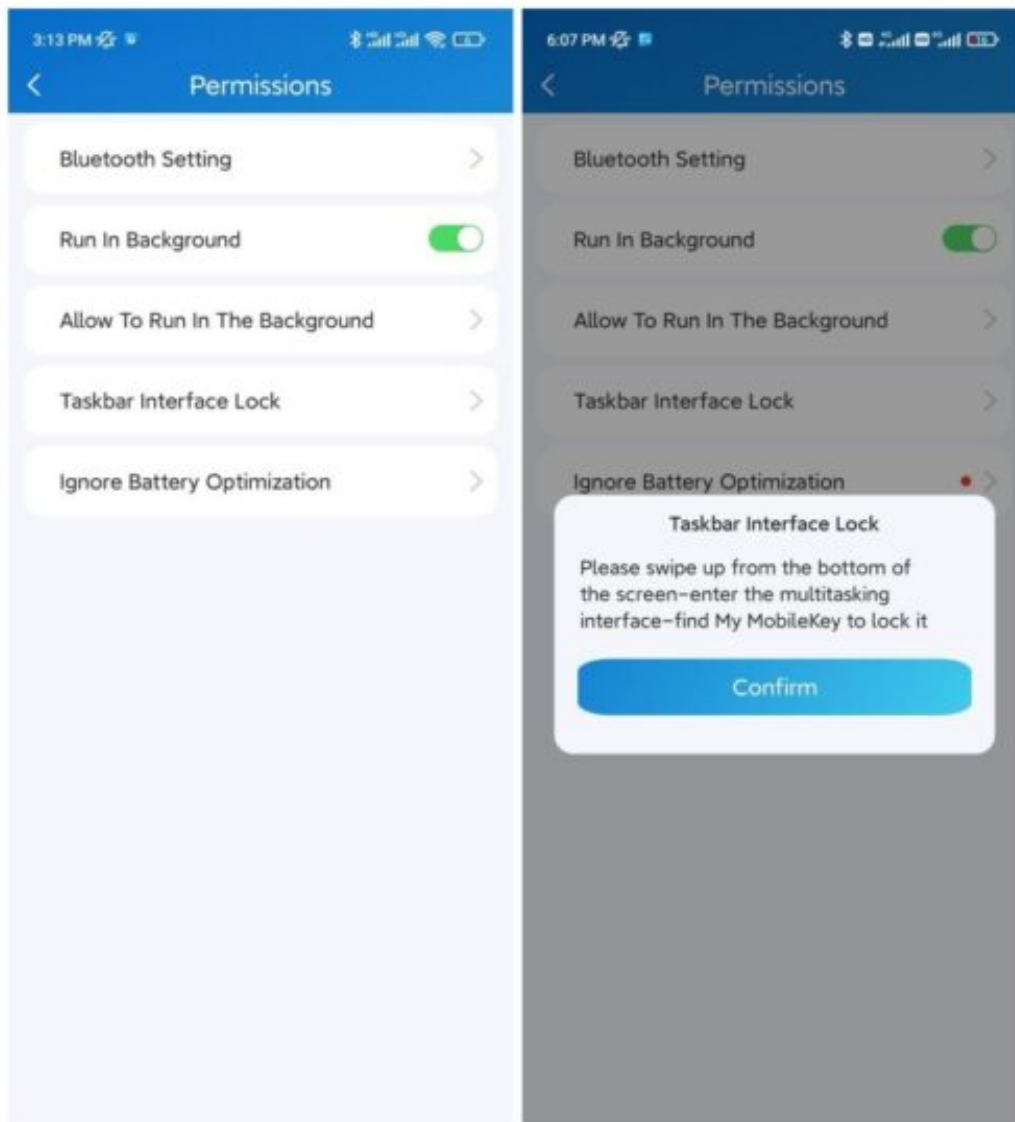 3:13 PM
Permissions
Bluetooth Setting
Run In Background
Allow To Run In The Background
Taskbar Interface Lock
Ignore Battery Optimization
6:07 PM
Permissions
Bluetooth Setting
Run In Background
Allow To Run In The Background
Taskbar Interface Lock
Ignore Battery Optimization
Taskbar Interface Lock
Please swipe up from the bottom of
the screen-enter the multitasking
interface-find My MobileKey to lock it
Confirm